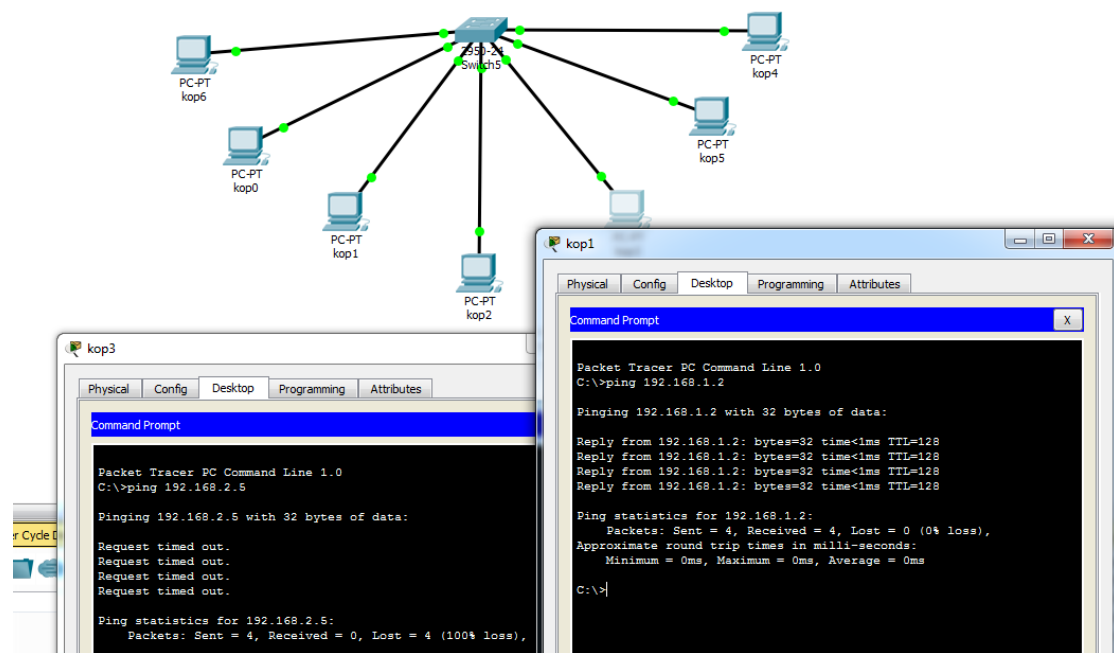 2950-24
Switch5
PC-PT
kop6
PC-PT
kop4
PC-PT
kop5
PC-PT
kop0
PC-PT
kop1
PC-PT
kop2
kop3
Physical
Config
Desktop
Programming
Attributes
Command Prompt
Packet Tracer PC Command Line 1.0
C:\>ping 192.168.2.5
Pinging 192.168.2.5 with 32 bytes of data:
Request timed out.
Request timed out.
Request timed out.
Request timed out.
Ping statistics for 192.168.2.5:
Packets: Sent = 4, Received = 0, Lost = 4 (100% loss),
kop1
Physical
Config
Desktop
Programming
Attributes
Command Prompt
X
Packet Tracer PC Command Line 1.0
C:\>ping 192.168.1.2
Pinging 192.168.1.2 with 32 bytes of data:
Reply from 192.168.1.2: bytes=32 time<1ms TTL=128
Reply from 192.168.1.2: bytes=32 time<1ms TTL=128
Reply from 192.168.1.2: bytes=32 time<1ms TTL=128
Reply from 192.168.1.2: bytes=32 time<1ms TTL=128
Ping statistics for 192.168.1.2:
Packets: Sent = 4, Received = 4, Lost = 0 (0% loss),
Approximate round trip times in milli-seconds:
Minimum = 0ms, Maximum = 0ms, Average = 0ms
C:\>
Cycle